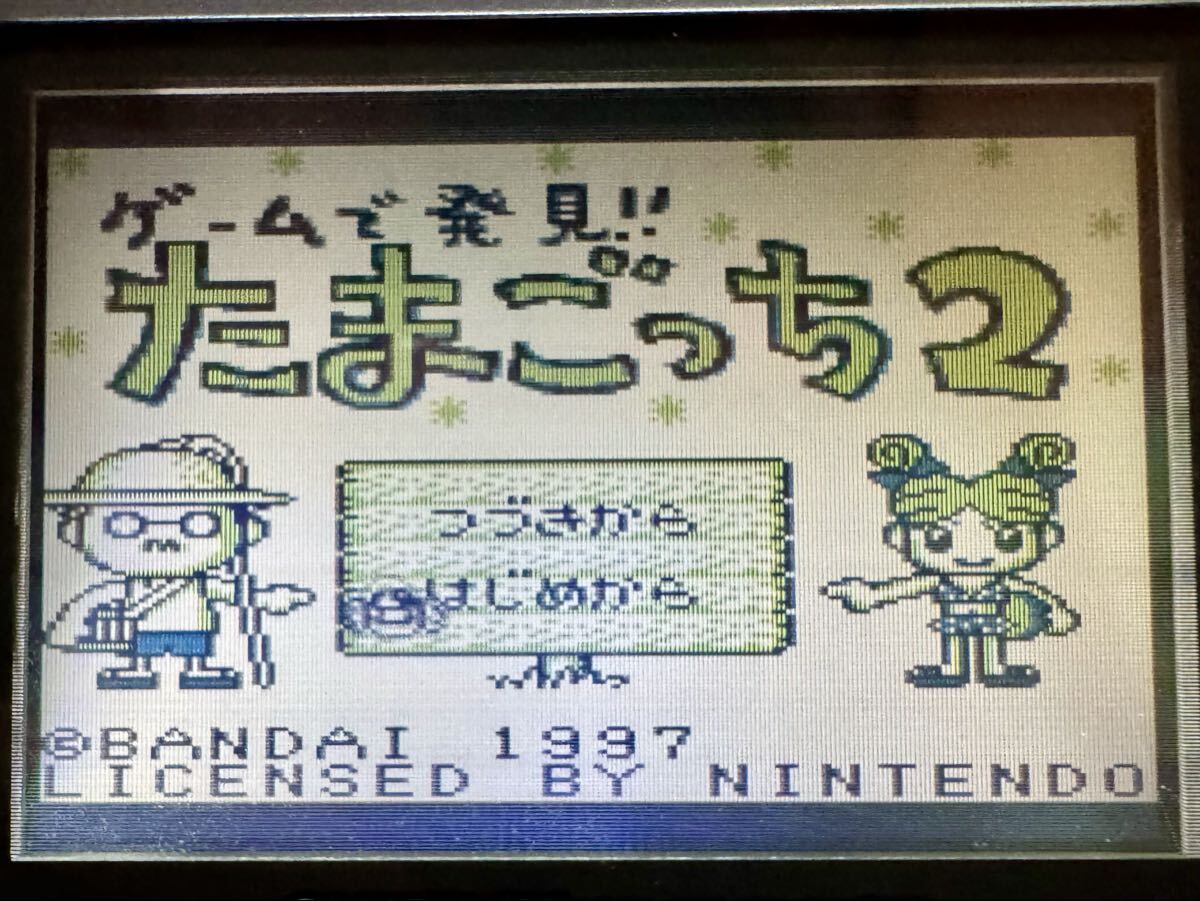 ゲームで発見!!
たまごっち2
つづきから
はじめから
©BANDAI 1997
LICENSED BY NINTENDO